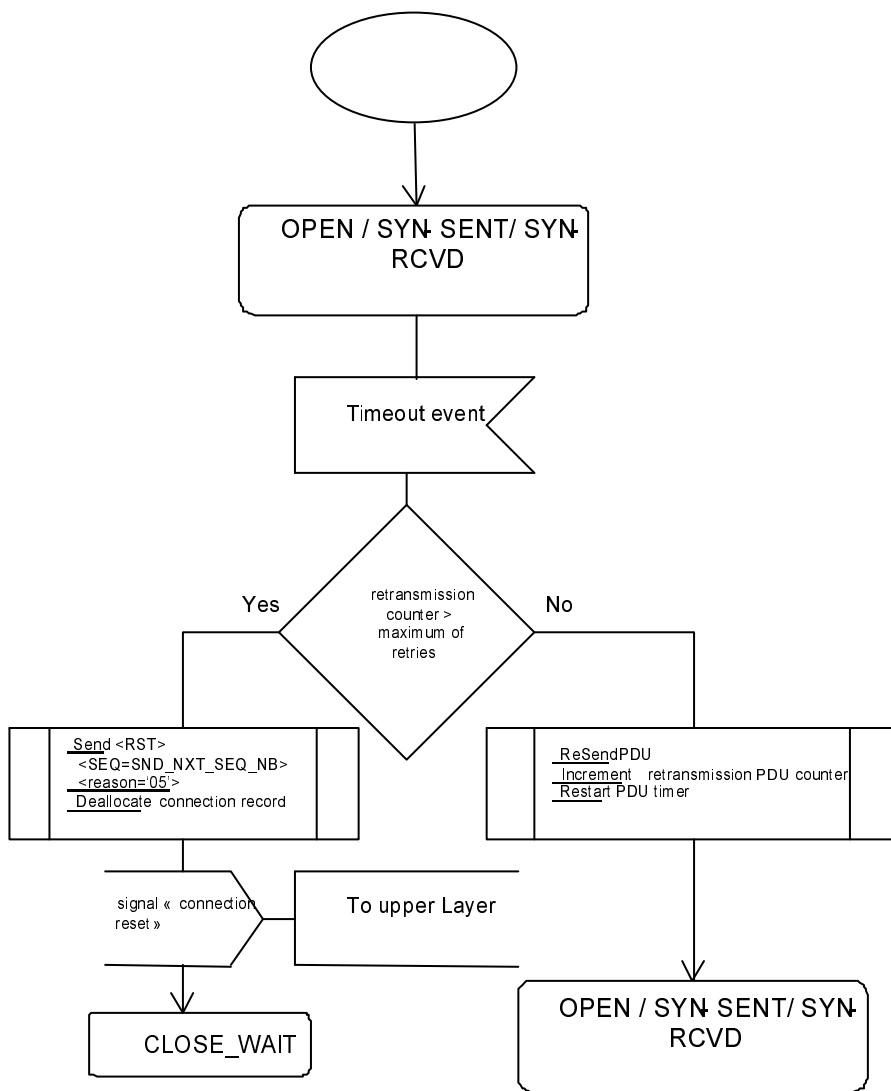 OPEN / SYN- SENT/ SYN-
RCVD
Timeout event
Yes
retransmission
counter >
maximum of
retries
No
Send <RST>
<SEQ=SND_NXT_SEQ_NB>
<reason='05'>
Deallocate connection record
ReSendPDU
Increment retransmission PDU counter
Restart PDU timer
signal « connection
reset »
To upper Layer
CLOSE_WAIT
OPEN / SYN- SENT/ SYN-
RCVD